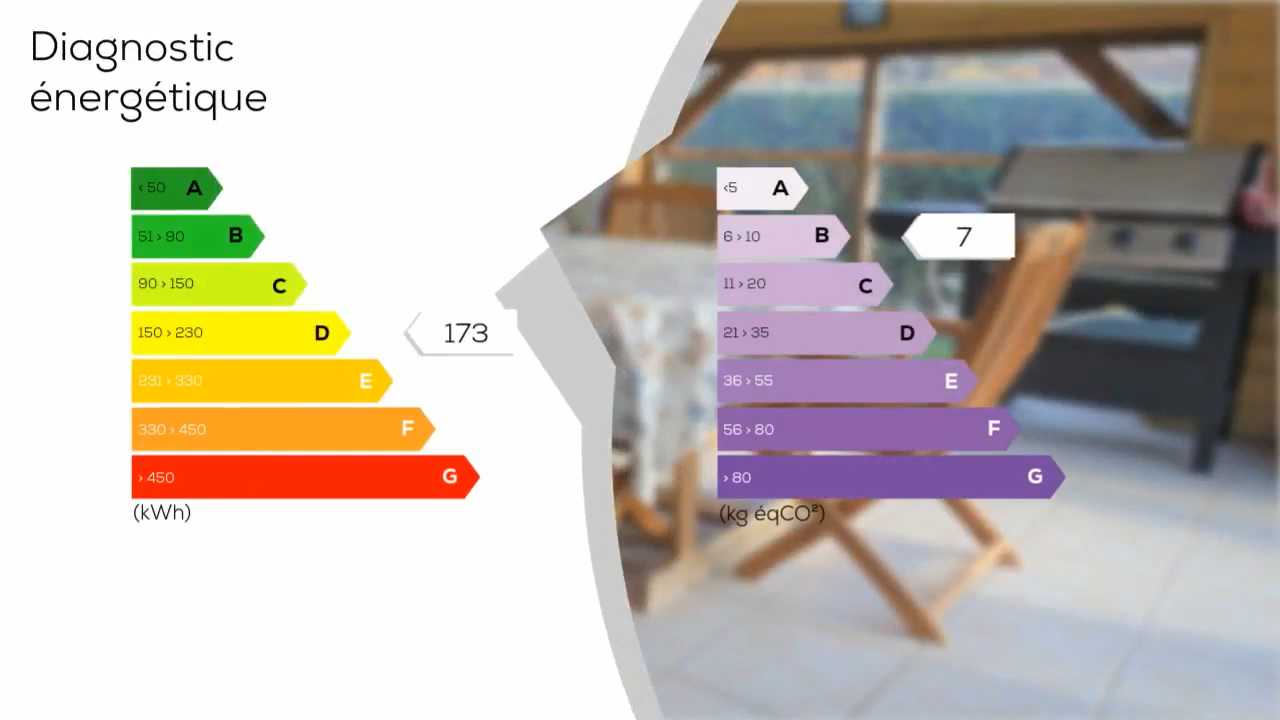 Diagnostic
énergétique
< 50 A
51 > 90 B
90 > 150 C
150 > 230 D
231 > 330 E
330 > 450 F
> 450 G
(kWh)
173
<5 A
6 > 10 B
11 > 20 C
21 > 35 D
36 > 55 E
56 > 80 F
> 80 G
(kg éqCO²)
7